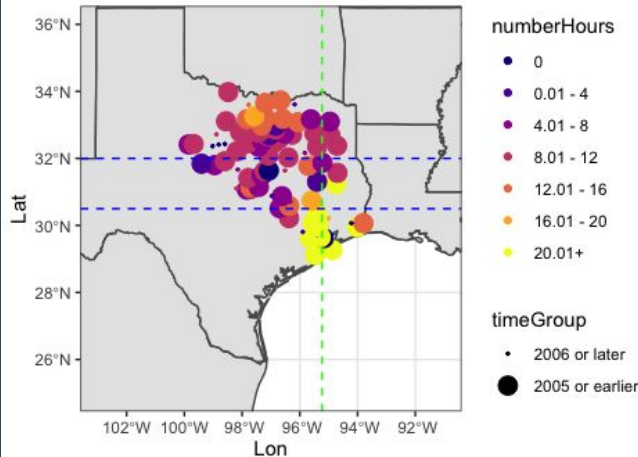 36°N
34°N
32°N
30°N
28°N
26°N
Lat
102°W 100°W 98°W 96°W 94°W 92°W
Lon
numberHours
0
0.01 - 4
4.01 - 8
8.01 - 12
12.01 - 16
16.01 - 20
20.01+
timeGroup
2006 or later
2005 or earlier